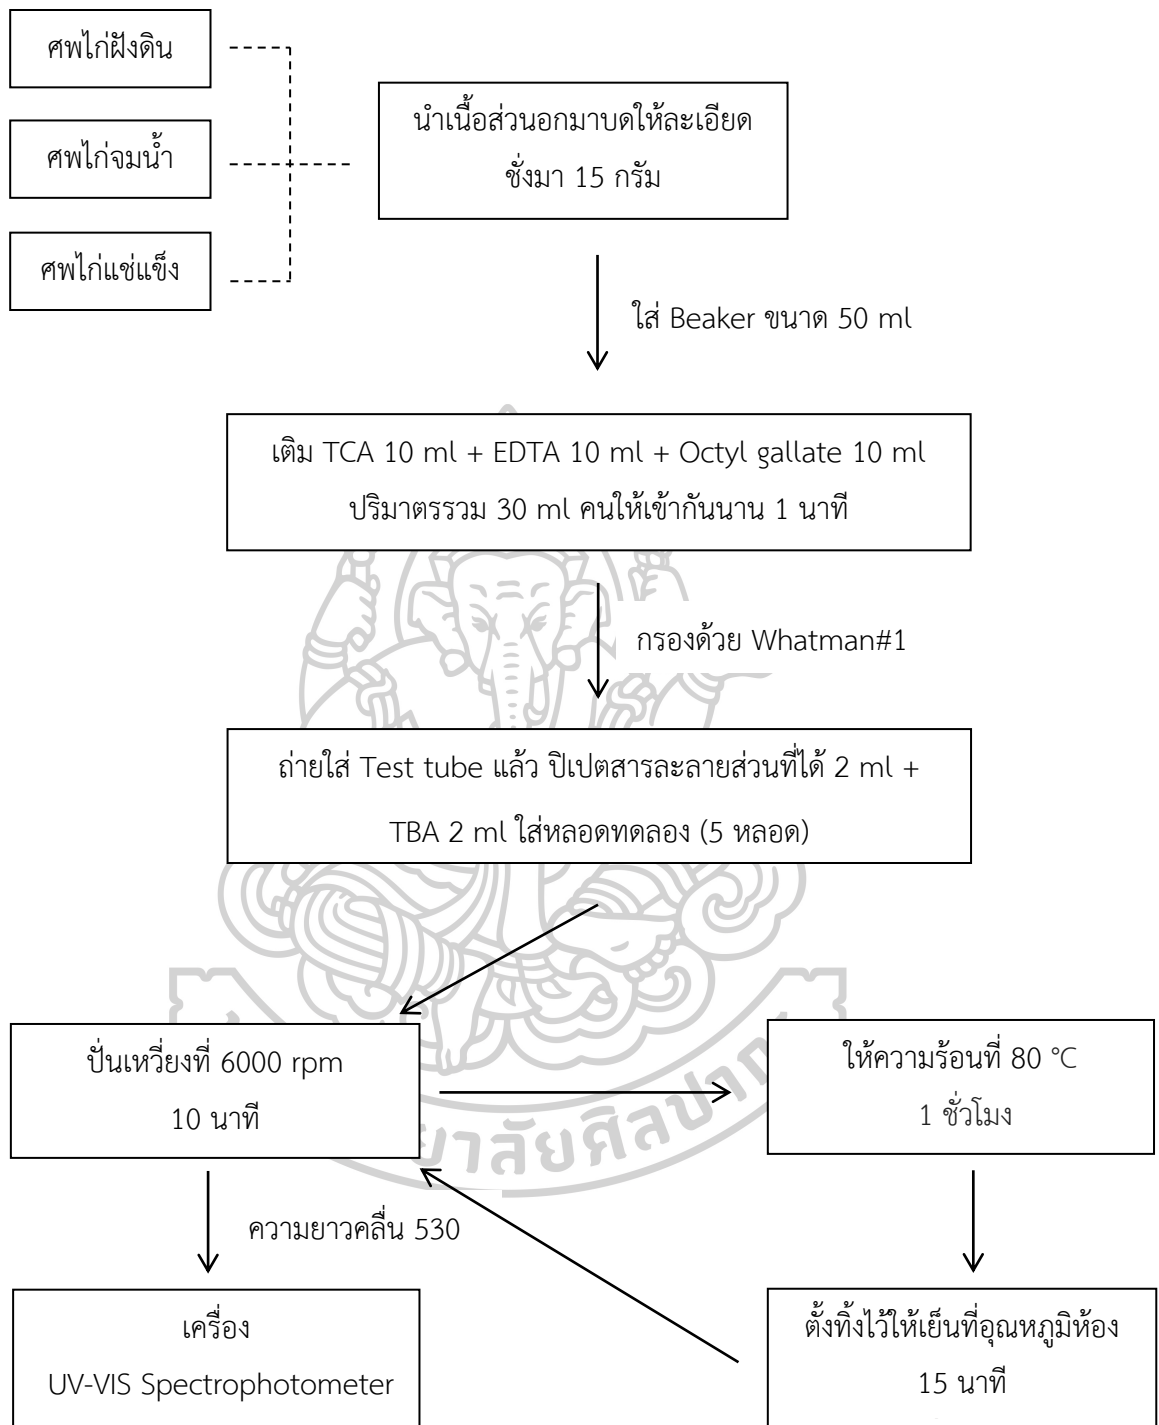 ศพไก่ฝังดิน
ศพไก่จมน้ำ
ศพไก่แช่แข็ง
นำเนื้อส่วนอกมาบดให้ละเอียด
ชั่งมา 15 กรัม
ใส่ Beaker ขนาด 50 ml
เติม TCA 10 ml + EDTA 10 ml + Octyl gallate 10 ml
ปริมาตรรวม 30 ml คนให้เข้ากันนาน 1 นาที
กรองด้วย Whatman#1
ถ่ายใส่ Test tube แล้ว ปิเปตสารละลายส่วนที่ได้ 2 ml +
TBA 2 ml ใส่หลอดทดลอง (5 หลอด)
ปั่นเหวี่ยงที่ 6000 rpm
10 นาที
ให้ความร้อนที่ 80 °C
1 ชั่วโมง
ยาลัยศิลปาก
ความยาวคลื่น 530
เครื่อง
UV-VIS Spectrophotometer
ตั้งทิ้งไว้ให้เย็นที่อุณหภูมิห้อง
15 นาที